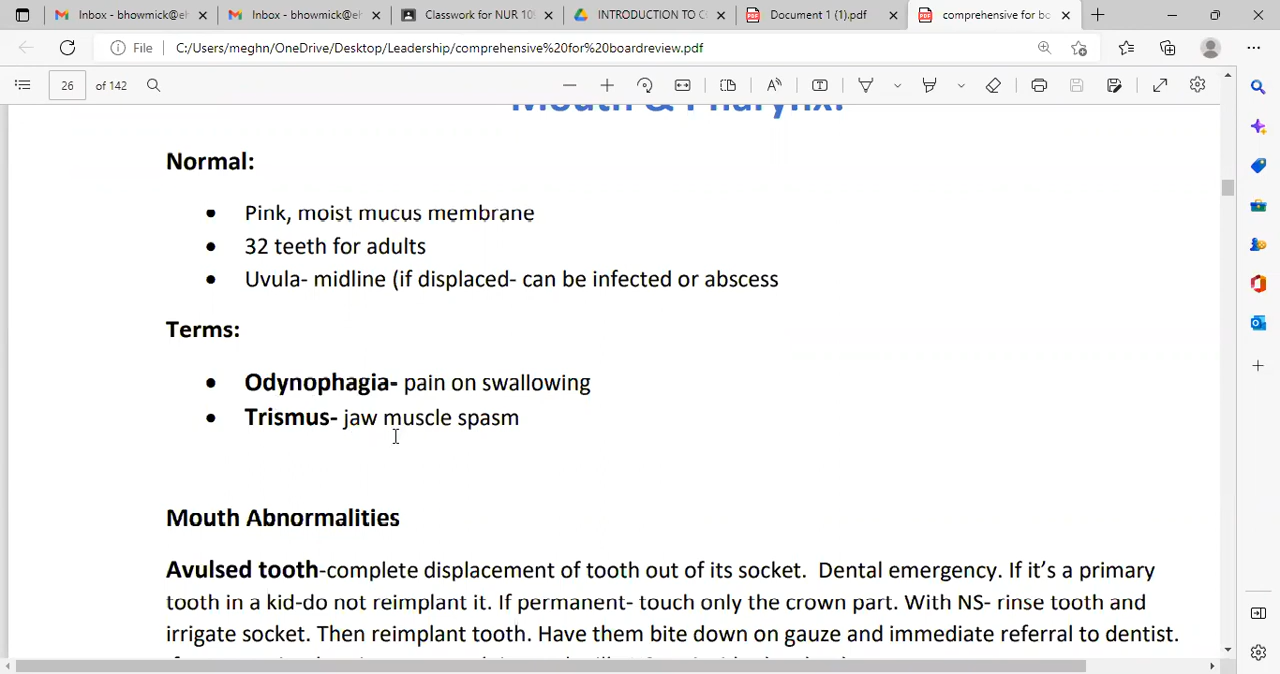 Inbox - bhowmick@eh
Inbox - bhowmick@eh
Classwork for NUR 105
INTRODUCTION TO C
Document 1 (1).pdf
comprehensive for bo
File
C:/Users/meghn/OneDrive/Desktop/Leadership/comprehensive%20for%20boardreview.pdf
26 of 142
Mouth & Pharynx:
Normal:
• Pink, moist mucus membrane
• 32 teeth for adults
• Uvula- midline (if displaced- can be infected or abscess
Terms:
• Odynophagia- pain on swallowing
• Trismus- jaw muscle spasm
Mouth Abnormalities
Avulsed tooth-complete displacement of tooth out of its socket.  Dental emergency. If it’s a primary
tooth in a kid-do not reimplant it. If permanent- touch only the crown part. With NS- rinse tooth and
irrigate socket. Then reimplant tooth. Have them bite down on gauze and immediate referral to dentist.